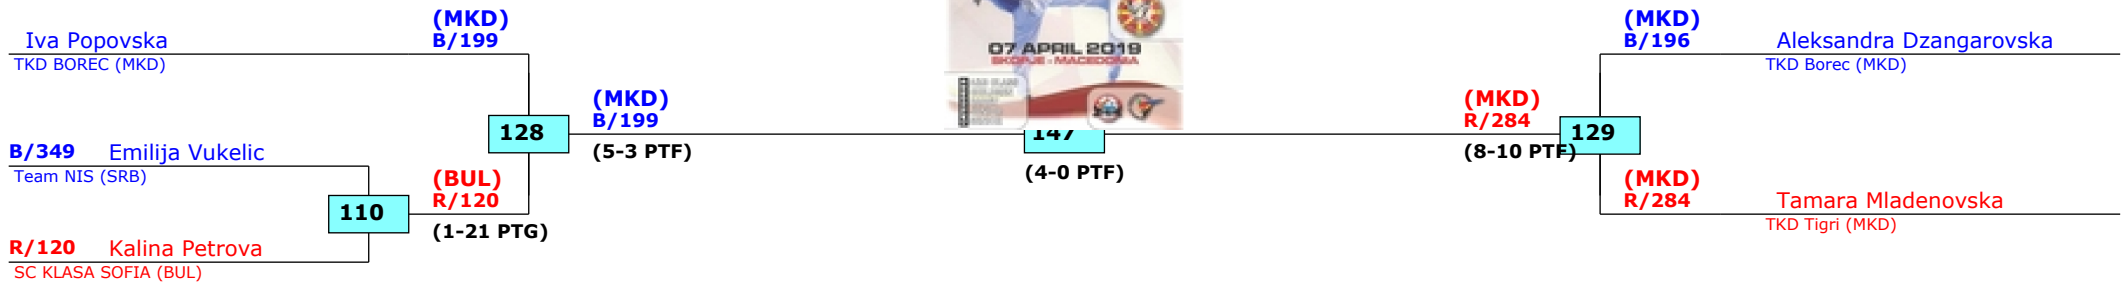 (MKD)
B/199
Iva Popovska
TKD BOREC (MKD)
B/349 Emilija Vukelic
Team NIS (SRB)
110
R/120 Kalina Petrova
SC KLASA SOFIA (BUL)
128
(BUL)
R/120
(1-21 PTG)
(MKD)
B/199
(5-3 PTF)
07 APRIL 2019
SKOPJE - MACEDONIA
147
(4-0 PTF)
(MKD)
R/284
(8-10 PTF)
129
(MKD)
B/196
Aleksandra Dzangarovska
TKD Borec (MKD)
(MKD)
R/284
Tamara Mladenovska
TKD Tigri (MKD)